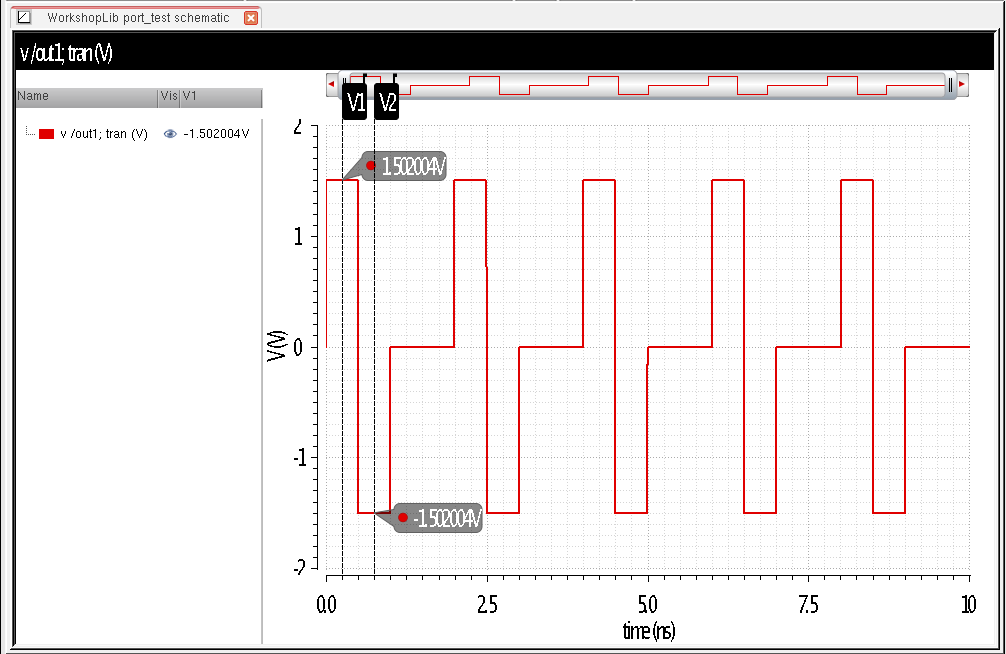 WorkshopLib port_test schematic
v /out1; tran (V)
Name Vis V1
v /out1; tran (V) -1.502004V
V1 V2
1.502004V
-1.502004V
2
1
0
-1
-2
V (V)
0.0 2.5 5.0 7.5 10
time (ns)